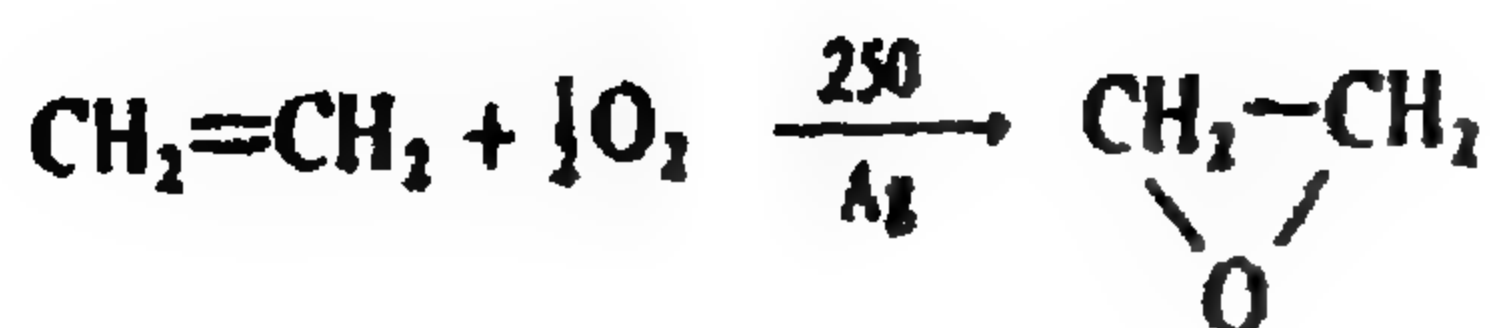 250
CH₂=CH₂ + ½O₂ → CH₂-CH₂
Ag
O